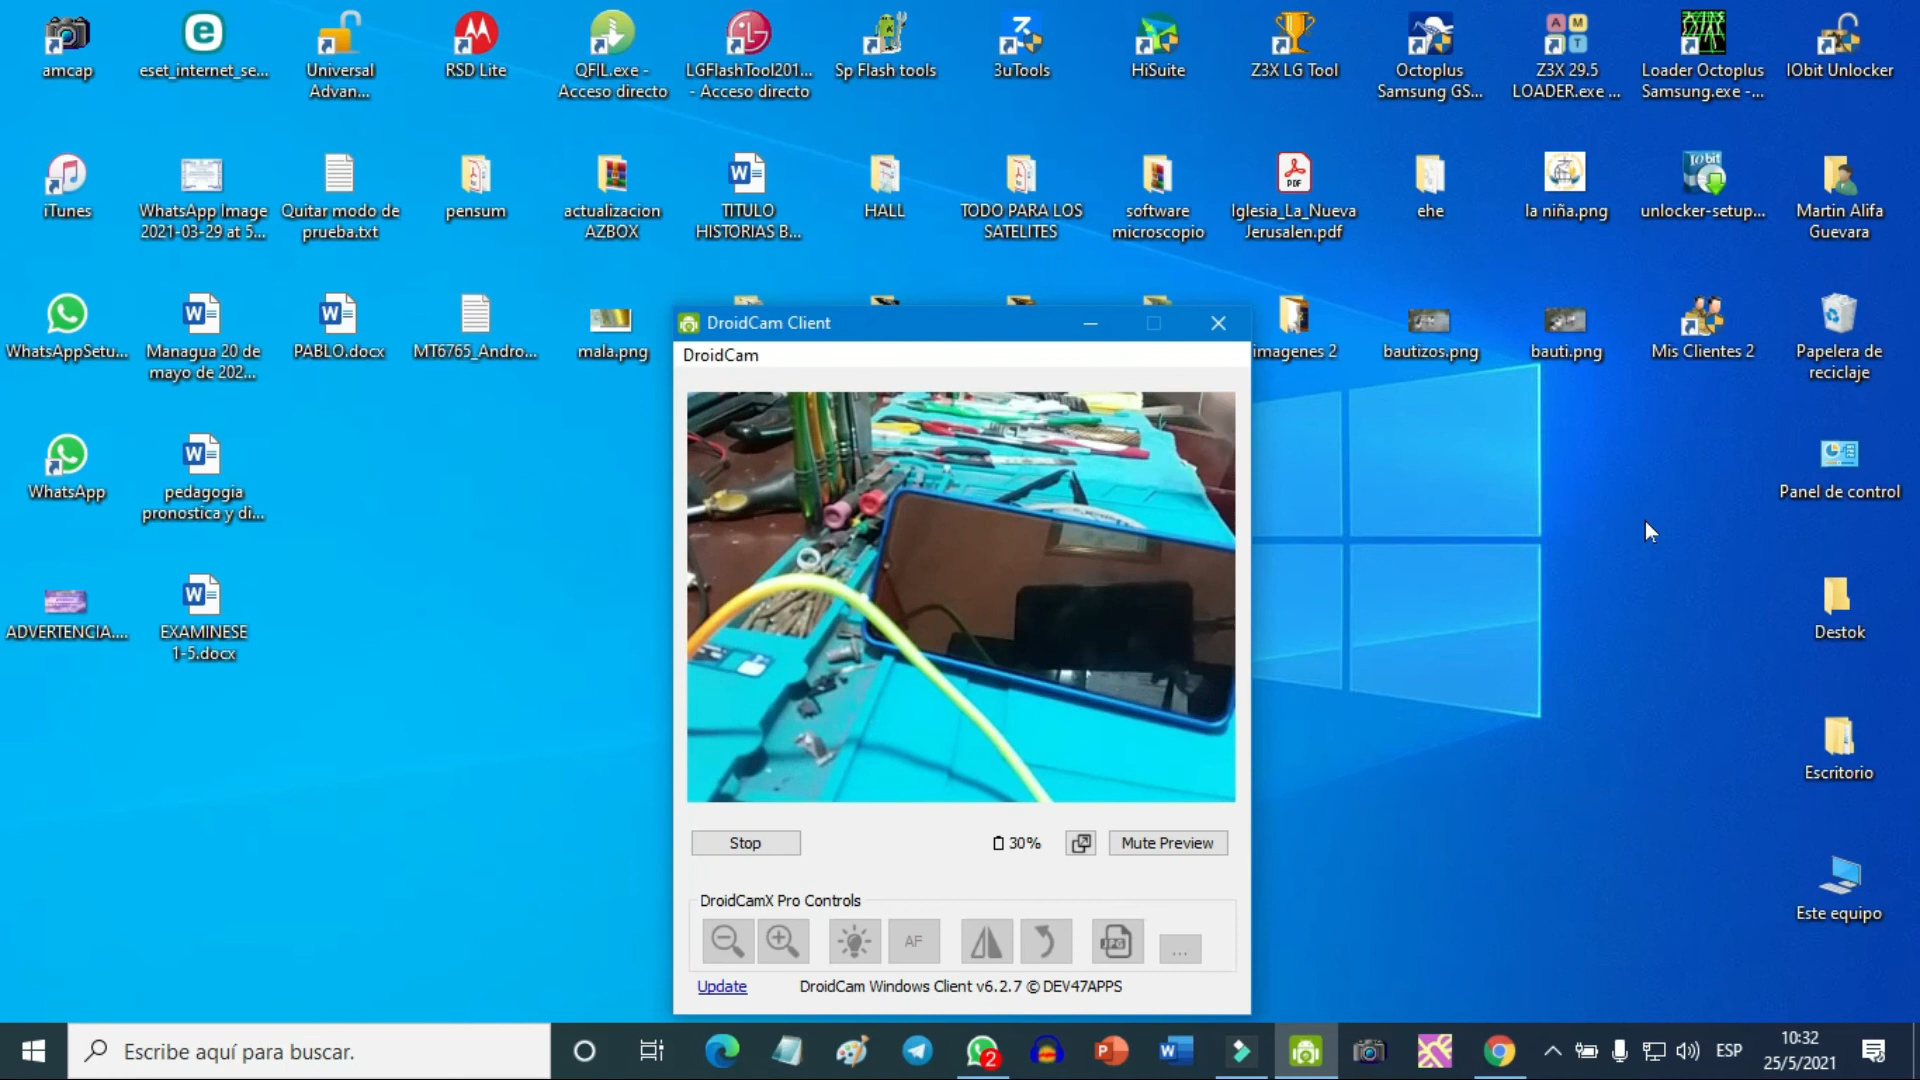 amcap
eset_internet_se...
Universal
Advan...
RSD Lite
QFIL.exe -
Acceso directo
LGFlashTool201...
- Acceso directo
Sp Flash tools
3uTools
HiSuite
Z3X LG Tool
Octoplus
Samsung GS...
Z3X 29.5
LOADER.exe ...
Loader Octoplus
Samsung.exe -...
IObit Unlocker
iTunes
WhatsApp Image
2021-03-29 at 5...
Quitar modo de
prueba.txt
pensum
actualizacion
AZBOX
TITULO
HISTORIAS B...
HALL
TODO PARA LOS
SATELITES
software
microscopio
Iglesia_La_Nueva
Jerusalen.pdf
ehe
la niña.png
unlocker-setup...
Martin Alifa
Guevara
WhatsAppSetu...
Managua 20 de
mayo de 202...
PABLO.docx
MT6765_Andro...
mala.png
imagenes 2
bautizos.png
bauti.png
Mis Clientes 2
Papelera de
reciclaje
WhatsApp
pedagogia
pronostica y di...
Panel de control
ADVERTENCIA....
EXAMINESE
1-5.docx
Destok
Escritorio
Este equipo
DroidCam Client
DroidCam
Stop
30%
Mute Preview
DroidCamX Pro Controls
AF
JPG
...
Update
DroidCam Windows Client v6.2.7 © DEV47APPS
Escribe aquí para buscar.
2
ESP
10:32
25/5/2021